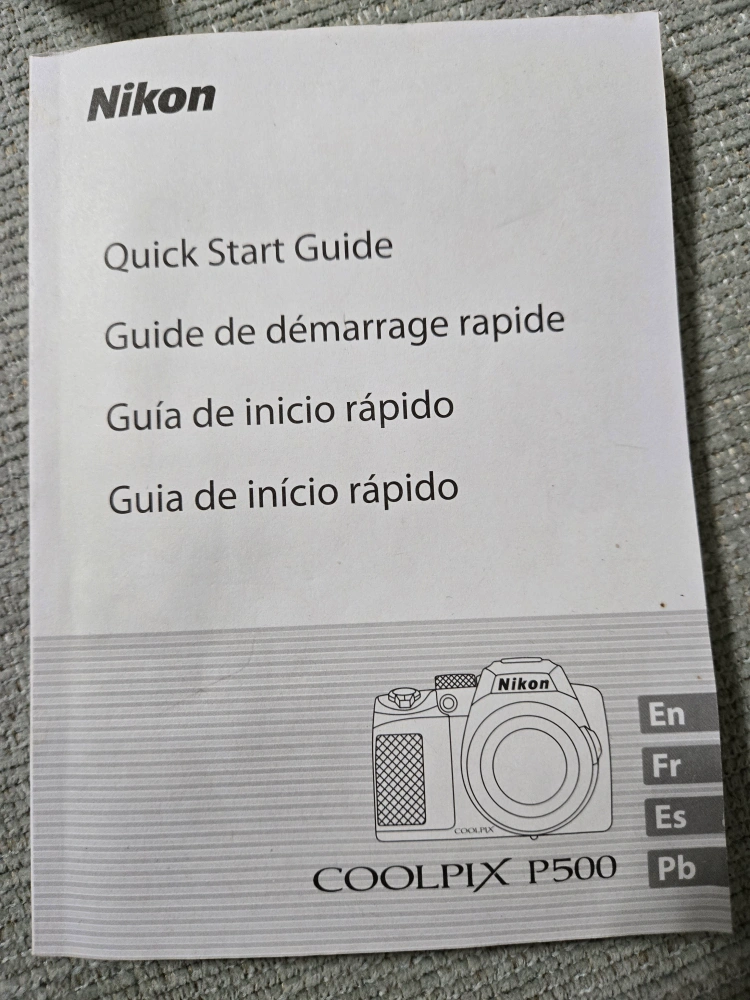 Nikon
Quick Start Guide
Guide de démarrage rapide
Guía de inicio rápido
Guia de início rápido
Nikon
En
Fr
Es
COOLPIX
COOLPIX P500
Pb